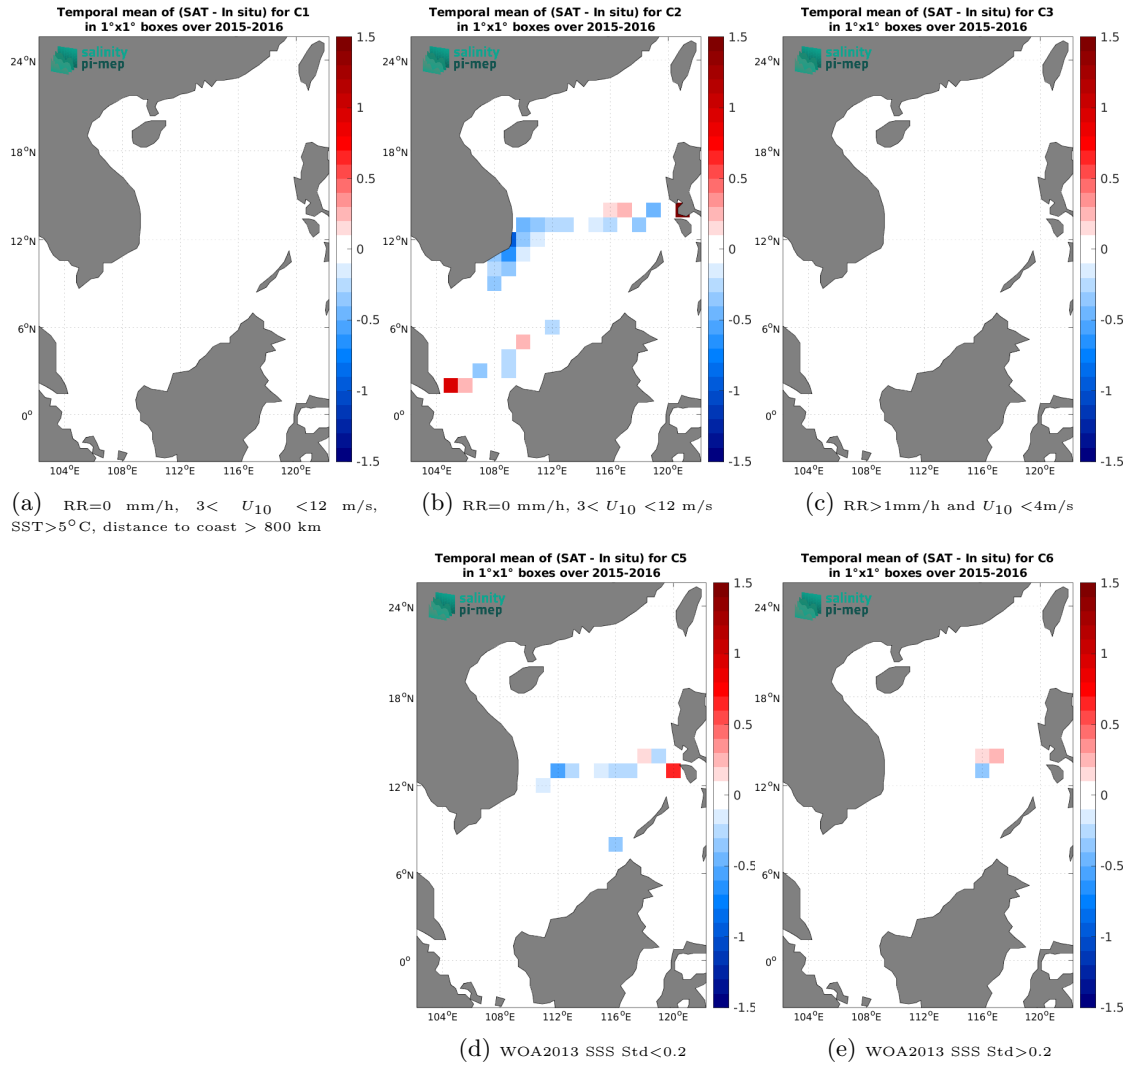 Temporal mean of (SAT - In situ) for C1
in 1°x1° boxes over 2015-2016
salinity
pi-mep
24°N
18°N
12°N
6°N
0°
104°E 108°E 112°E 116°E 120°E
1.5
1
0.5
0
-0.5
-1
-1.5
(a) RR=0 mm/h, 3< U10 <12 m/s,
SST>5°C, distance to coast > 800 km
Temporal mean of (SAT - In situ) for C2
in 1°x1° boxes over 2015-2016
salinity
pi-mep
24°N
18°N
12°N
6°N
0°
104°E 108°E 112°E 116°E 120°E
1.5
1
0.5
0
-0.5
-1
-1.5
(b) RR=0 mm/h, 3< U10 <12 m/s
Temporal mean of (SAT - In situ) for C3
in 1°x1° boxes over 2015-2016
salinity
pi-mep
24°N
18°N
12°N
6°N
0°
104°E 108°E 112°E 116°E 120°E
1.5
1
0.5
0
-0.5
-1
-1.5
(c) RR>1mm/h and U10 <4m/s
Temporal mean of (SAT - In situ) for C5
in 1°x1° boxes over 2015-2016
salinity
pi-mep
24°N
18°N
12°N
6°N
0°
104°E 108°E 112°E 116°E 120°E
1.5
1
0.5
0
-0.5
-1
-1.5
(d) WOA2013 SSS Std<0.2
Temporal mean of (SAT - In situ) for C6
in 1°x1° boxes over 2015-2016
salinity
pi-mep
24°N
18°N
12°N
6°N
0°
104°E 108°E 112°E 116°E 120°E
1.5
1
0.5
0
-0.5
-1
-1.5
(e) WOA2013 SSS Std>0.2